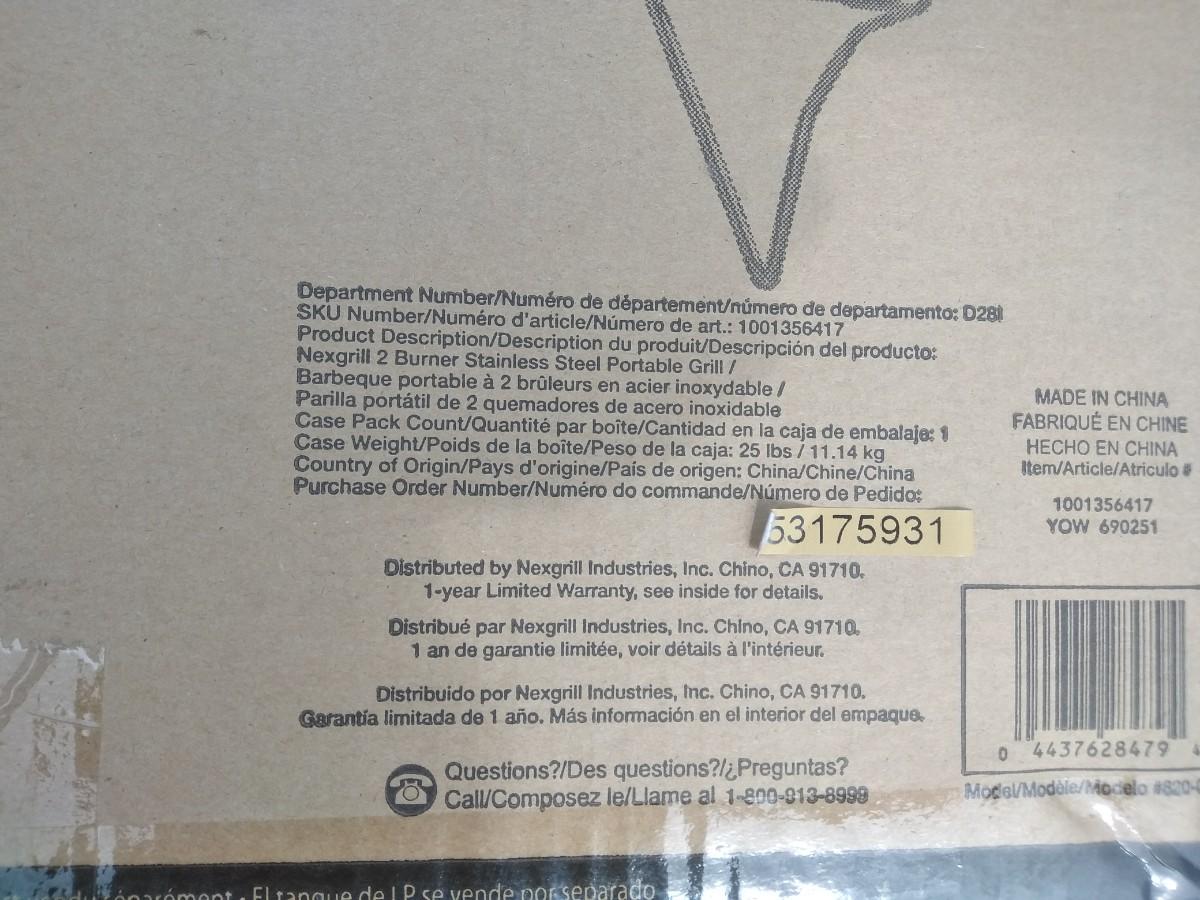 Department Number/Numéro de département/número de departamento: D28I
SKU Number/Numéro d'article/Número de art.: 1001356417
Product Description/Description du produit/Descripción del producto:
Nexgrill 2 Burner Stainless Steel Portable Grill /
Barbeque portable à 2 brûleurs en acier inoxydable /
Parilla portátil de 2 quemadores de acero inoxidable
Case Pack Count/Quantité par boîte/Cantidad en la caja de embalaje: 1
Case Weight/Poids de la boîte/Peso de la caja: 25 lbs / 11.14 kg
Country of Origin/Pays d'origine/País de origen: China/Chine/China
Purchase Order Number/Numéro do commande/Número de Pedido:
53175931
MADE IN CHINA
FABRIQUÉ EN CHINE
HECHO EN CHINA
Item/Article/Atriculo #
1001356417
YOW 690251
Distributed by Nexgrill Industries, Inc. Chino, CA 91710.
1-year Limited Warranty, see inside for details.
Distribué par Nexgrill Industries, Inc. Chino, CA 91710.
1 an de garantie limitée, voir détails à l'intérieur.
Distribuido por Nexgrill Industries, Inc. Chino, CA 91710.
Garantía limitada de 1 año. Más información en el interior del empaque.
Questions?/Des questions?/¿Preguntas?
Call/Composez le/Llame al 1-800-913-8999
0 4437628479
Model/Modèle/Modelo #820-
séparément · El tanque de LP se vende por separado